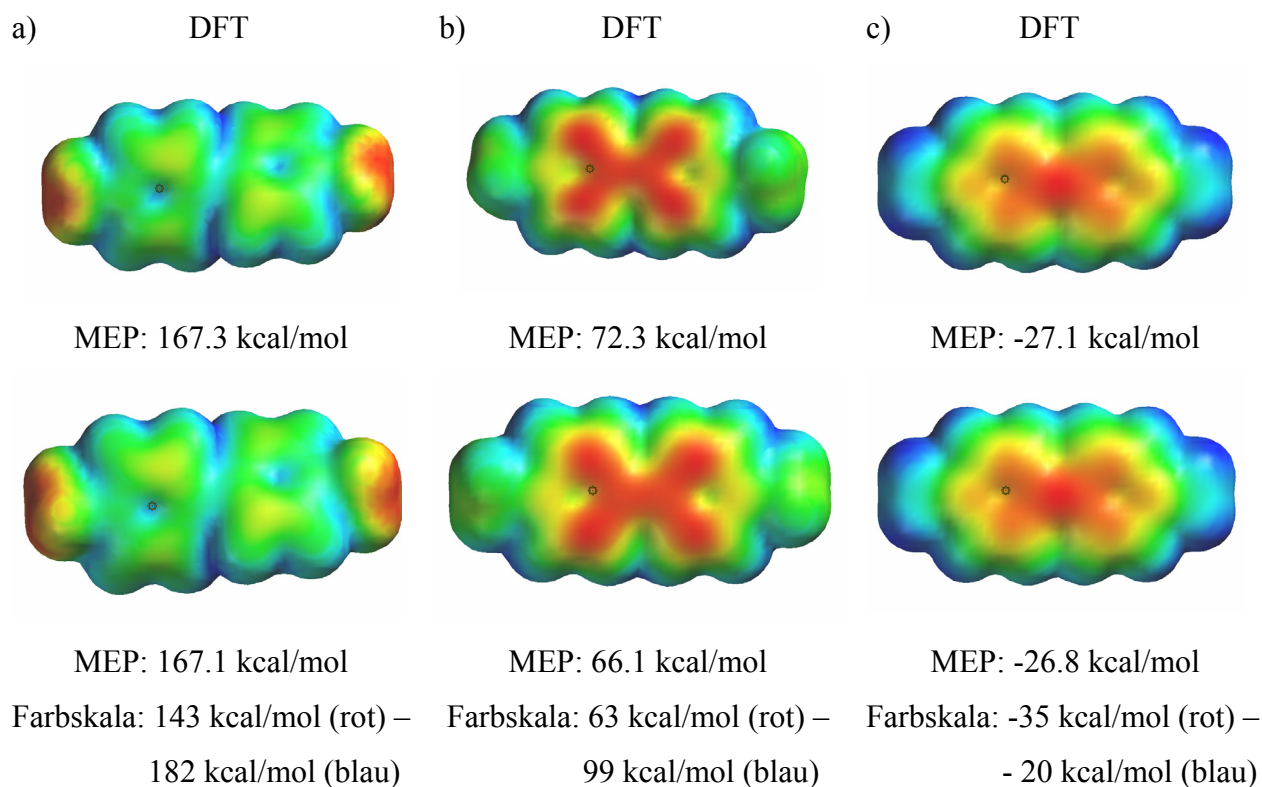 a) DFT b) DFT c) DFT
MEP: 167.3 kcal/mol MEP: 72.3 kcal/mol MEP: -27.1 kcal/mol
MEP: 167.1 kcal/mol MEP: 66.1 kcal/mol MEP: -26.8 kcal/mol
Farbskala: 143 kcal/mol (rot) – Farbskala: 63 kcal/mol (rot) – Farbskala: -35 kcal/mol (rot) –
182 kcal/mol (blau) 99 kcal/mol (blau) - 20 kcal/mol (blau)